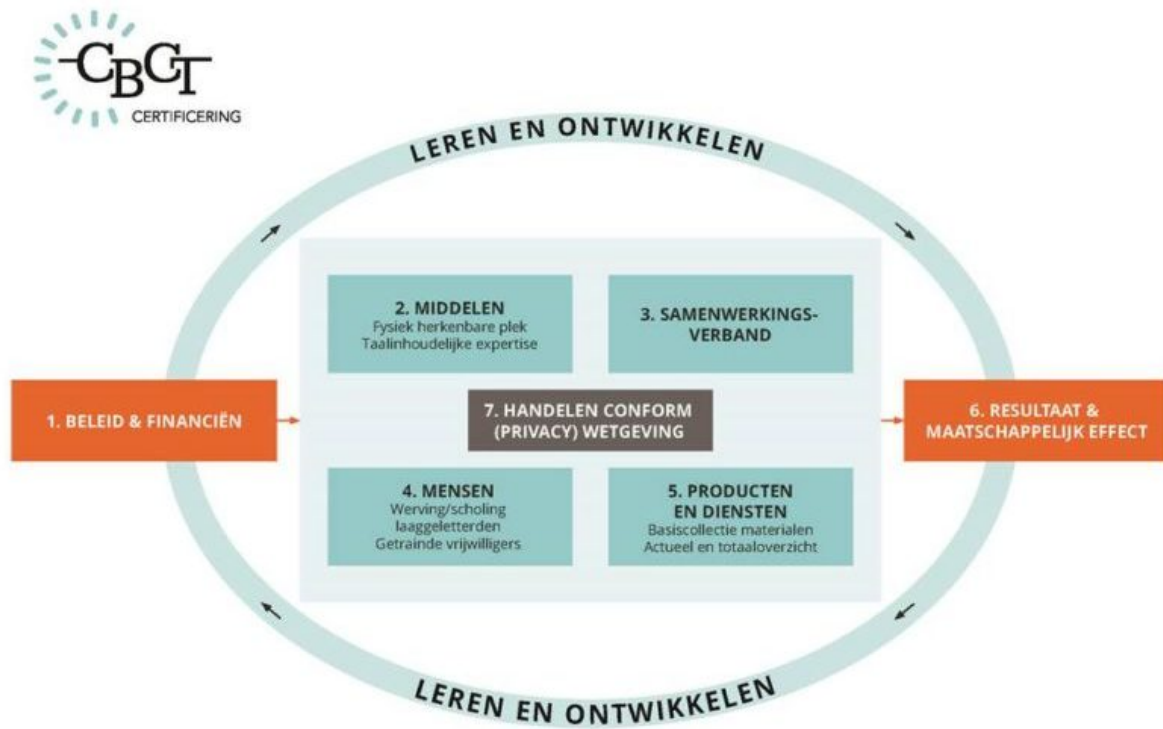 CBCT
CERTIFICERING
LEREN EN ONTWIKKELEN
2. MIDDELEN
Fysiek herkenbare plek
Taalinhoudelijke expertise
3. SAMENWERKINGS-
VERBAND
1. BELEID & FINANCIËN
7. HANDELEN CONFORM
(PRIVACY) WETGEVING
6. RESULTAAT &
MAATSCHAPPELIJK EFFECT
4. MENSEN
Werving/scholing
laaggeletterden
Getrainde vrijwilligers
5. PRODUCTEN
EN DIENSTEN
Basiscollectie materialen
Actueel en totaaloverzicht
LEREN EN ONTWIKKELEN